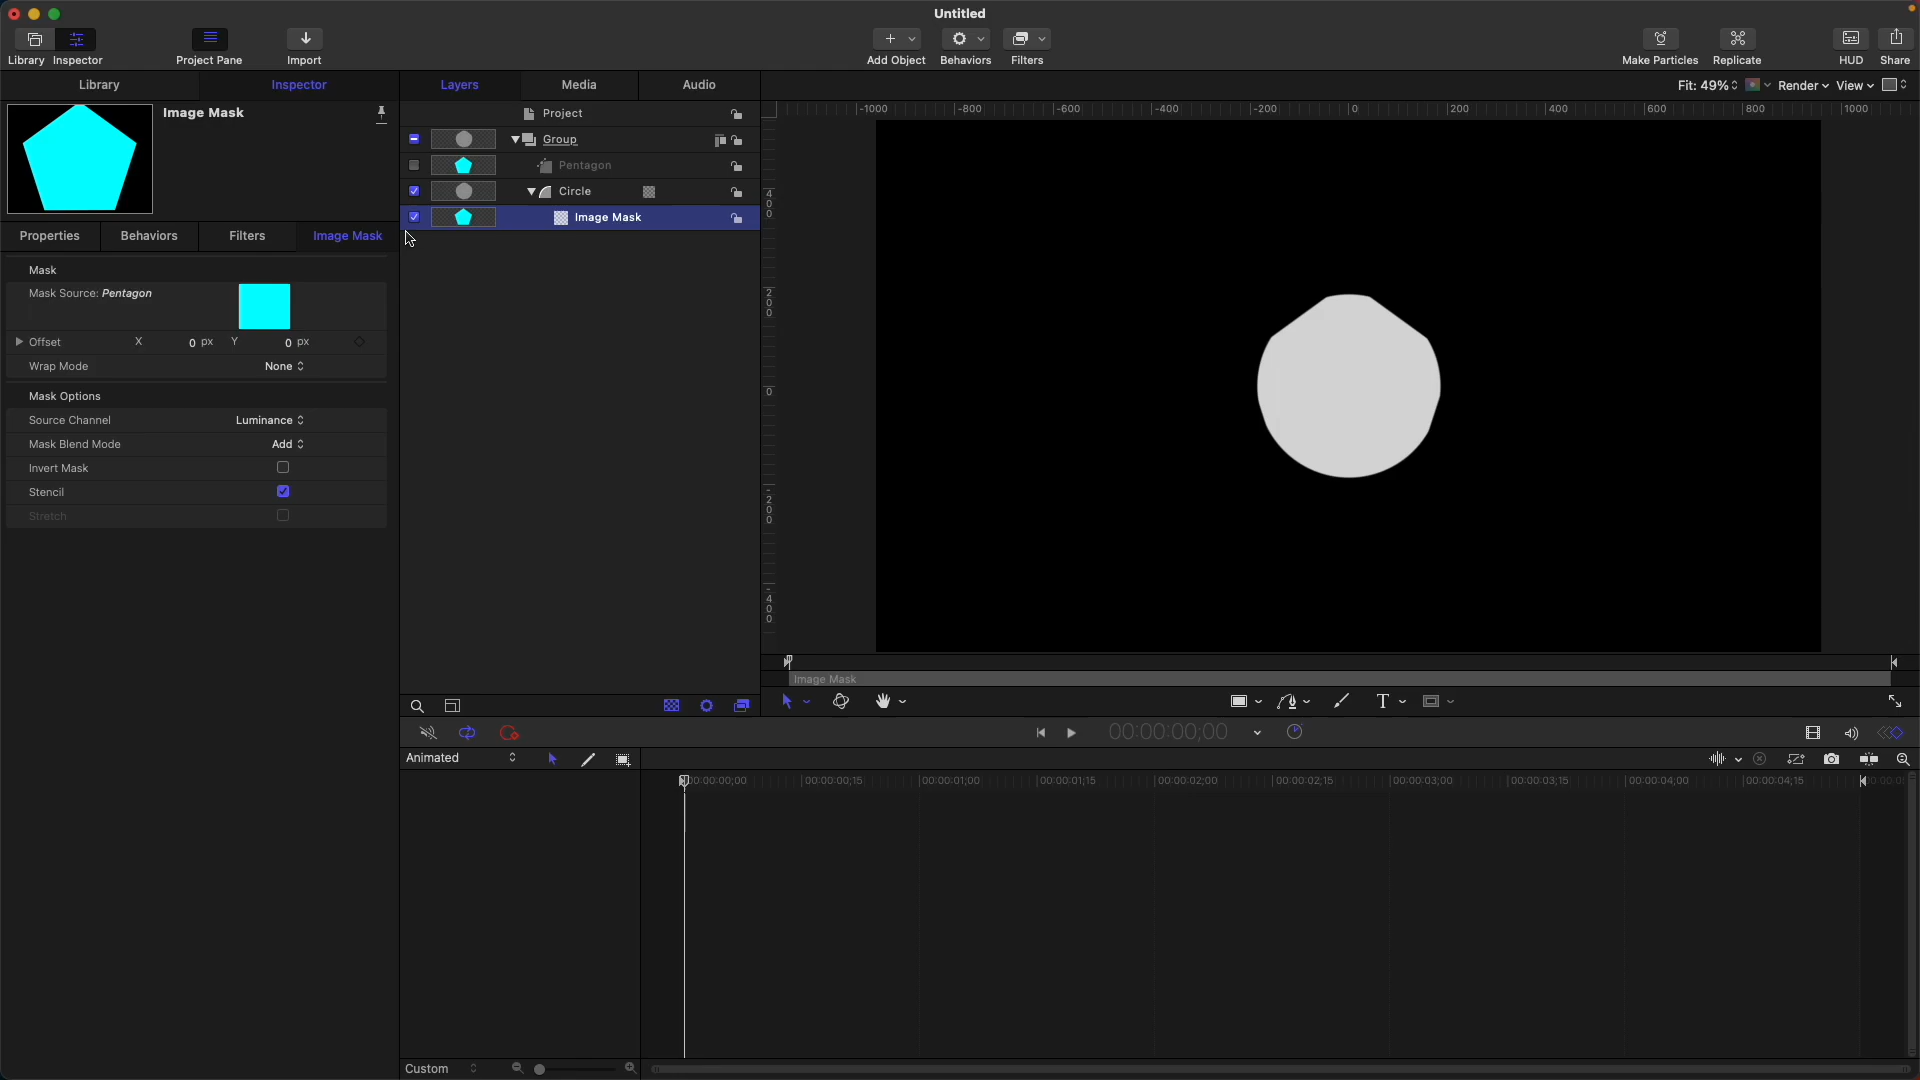 Untitled
Library Inspector Project Pane Import Add Object Behaviors Filters Make Particles Replicate HUD Share
Library Inspector Layers Media Audio Fit: 49% Render View
Image Mask
Project
Group
Pentagon
Circle
Image Mask
Properties Behaviors Filters Image Mask
Mask
Mask Source: Pentagon
Offset X 0 px Y 0 px
Wrap Mode None
Mask Options
Source Channel Luminance
Mask Blend Mode Add
Invert Mask
Stencil
Stretch
-1000 -800 -600 -400 -200 0 200 400 600 800 1000
400
200
0
-200
-400
Image Mask
T
00:00:00;00
Animated
00:00:00;00 00:00:00;15 00:00:01;00 00:00:01;15 00:00:02;00 00:00:02;15 00:00:03;00 00:00:03;15 00:00:04;00 00:00:04;15
Custom